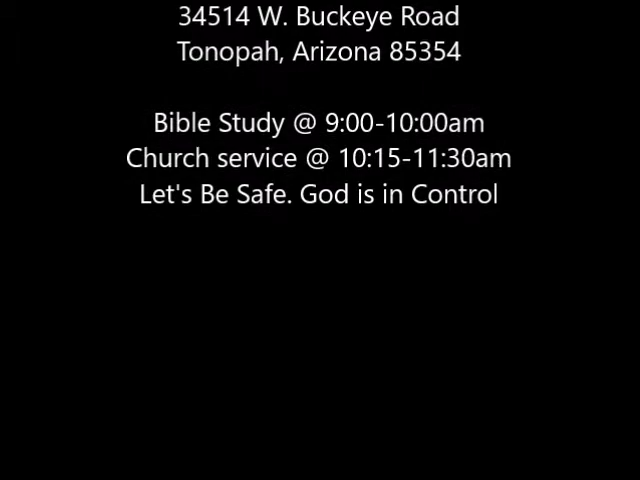 34514 W. Buckeye Road
Tonopah, Arizona 85354
Bible Study @ 9:00-10:00am
Church service @ 10:15-11:30am
Let's Be Safe. God is in Control